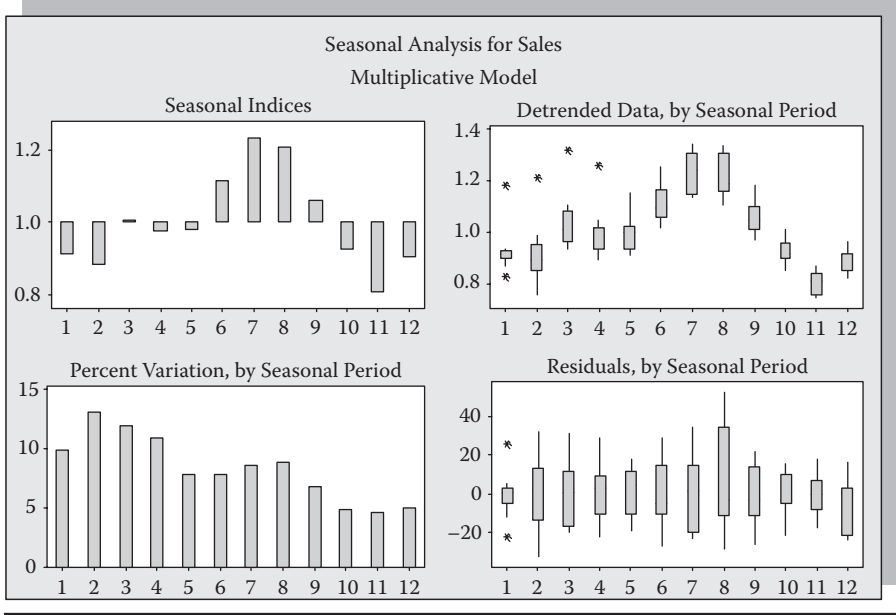 Seasonal Analysis for Sales
Multiplicative Model
Seasonal Indices
1.2
1.0
0.8
1 2 3 4 5 6 7 8 9 10 11 12
Detrended Data, by Seasonal Period
1.4
1.2
1.0
0.8
1 2 3 4 5 6 7 8 9 10 11 12
Percent Variation, by Seasonal Period
15
10
5
0
1 2 3 4 5 6 7 8 9 10 11 12
Residuals, by Seasonal Period
40
20
0
−20
1 2 3 4 5 6 7 8 9 10 11 12